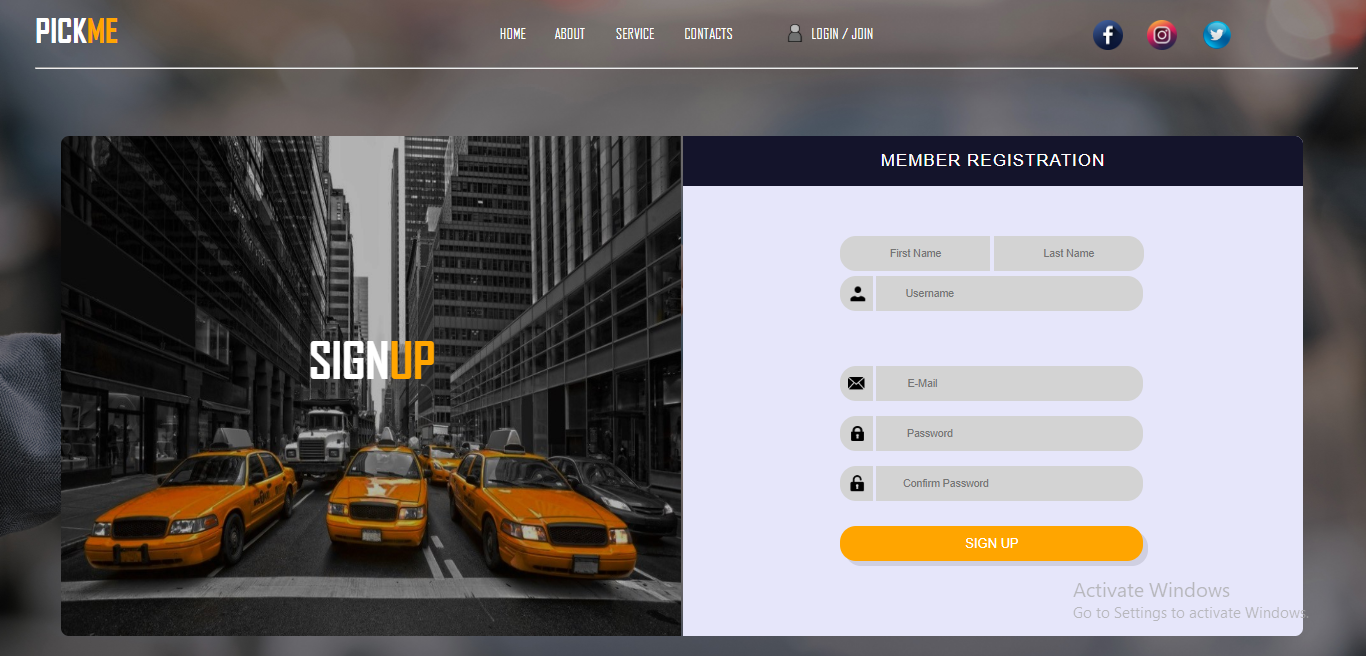 PICKME
HOME ABOUT SERVICE CONTACTS LOGIN / JOIN
MEMBER REGISTRATION
First Name Last Name
Username
SIGNUP
E-Mail
Password
Confirm Password
SIGN UP
Activate Windows
Go to Settings to activate Windows.